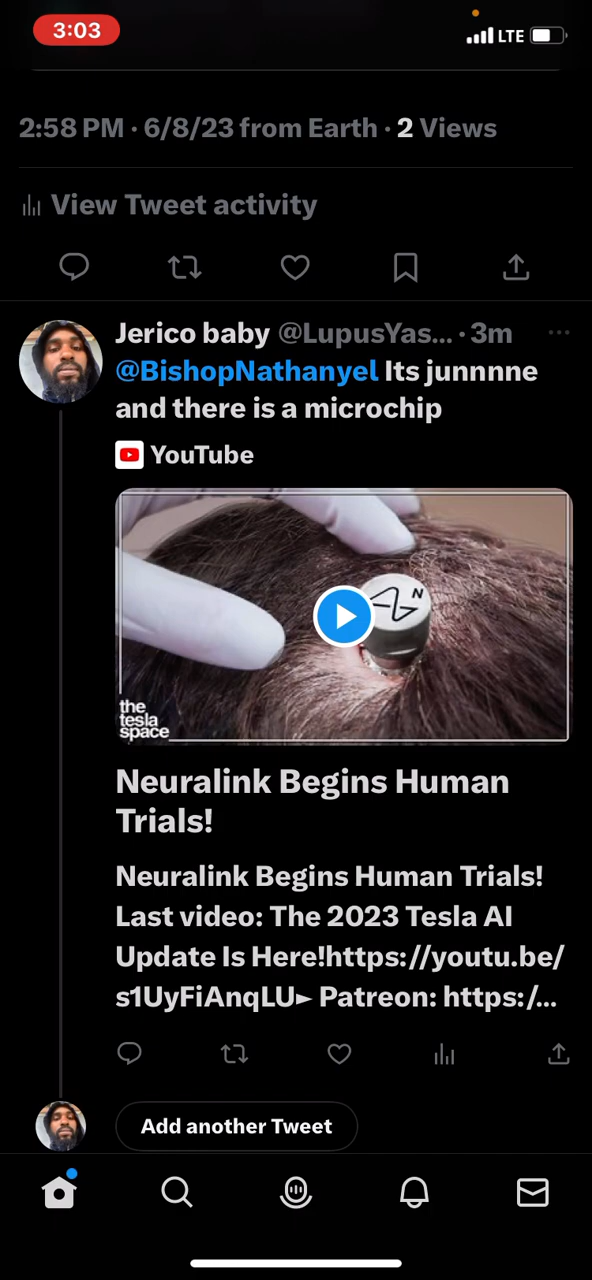 3:03
LTE
2:58 PM · 6/8/23 from Earth · 2 Views
View Tweet activity
Jerico baby @LupusYas... · 3m
@BishopNathanyel Its junnnne
and there is a microchip
YouTube
N
the
tesla
space
Neuralink Begins Human
Trials!
Neuralink Begins Human Trials!
Last video: The 2023 Tesla AI
Update Is Here!https://youtu.be/
s1UyFiAnqLU► Patreon: https:/...
Add another Tweet